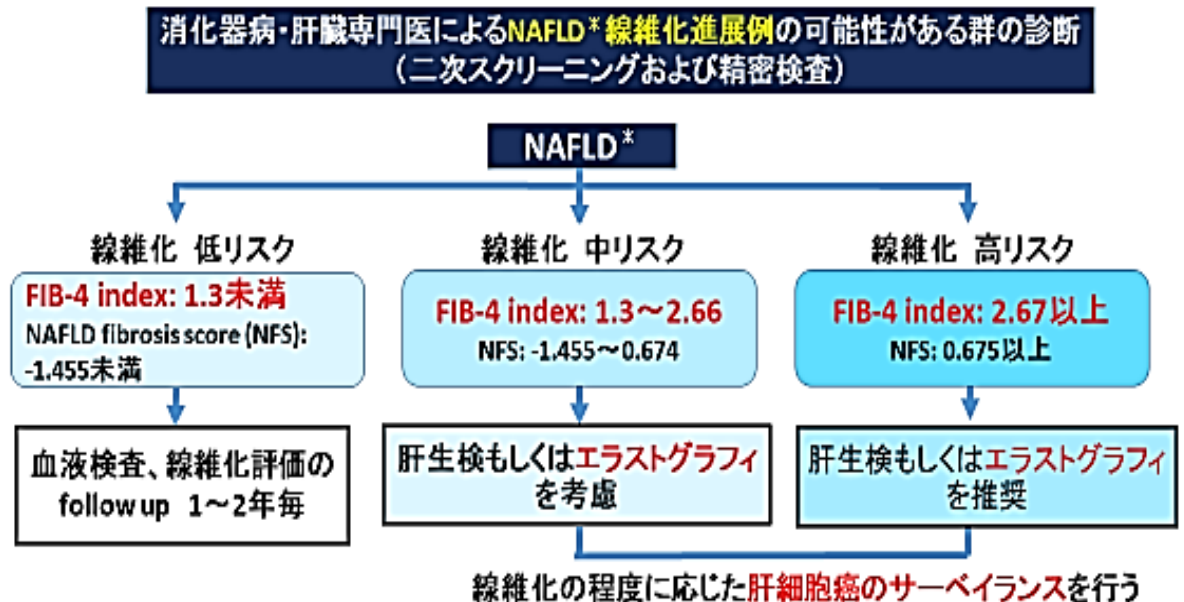 消化器病・肝臓専門医によるNAFLD*線維化進展例の可能性がある群の診断
（二次スクリーニングおよび精密検査）
NAFLD*
線維化 低リスク
FIB-4 index: 1.3未満
NAFLD fibrosis score (NFS):
-1.455未満
血液検査、線維化評価の
follow up 1〜2年毎
線維化 中リスク
FIB-4 index: 1.3〜2.66
NFS: -1.455〜0.674
肝生検もしくはエラストグラフィ
を考慮
線維化 高リスク
FIB-4 index: 2.67以上
NFS: 0.675以上
肝生検もしくはエラストグラフィ
を推奨
線維化の程度に応じた肝細胞癌のサーベイランスを行う